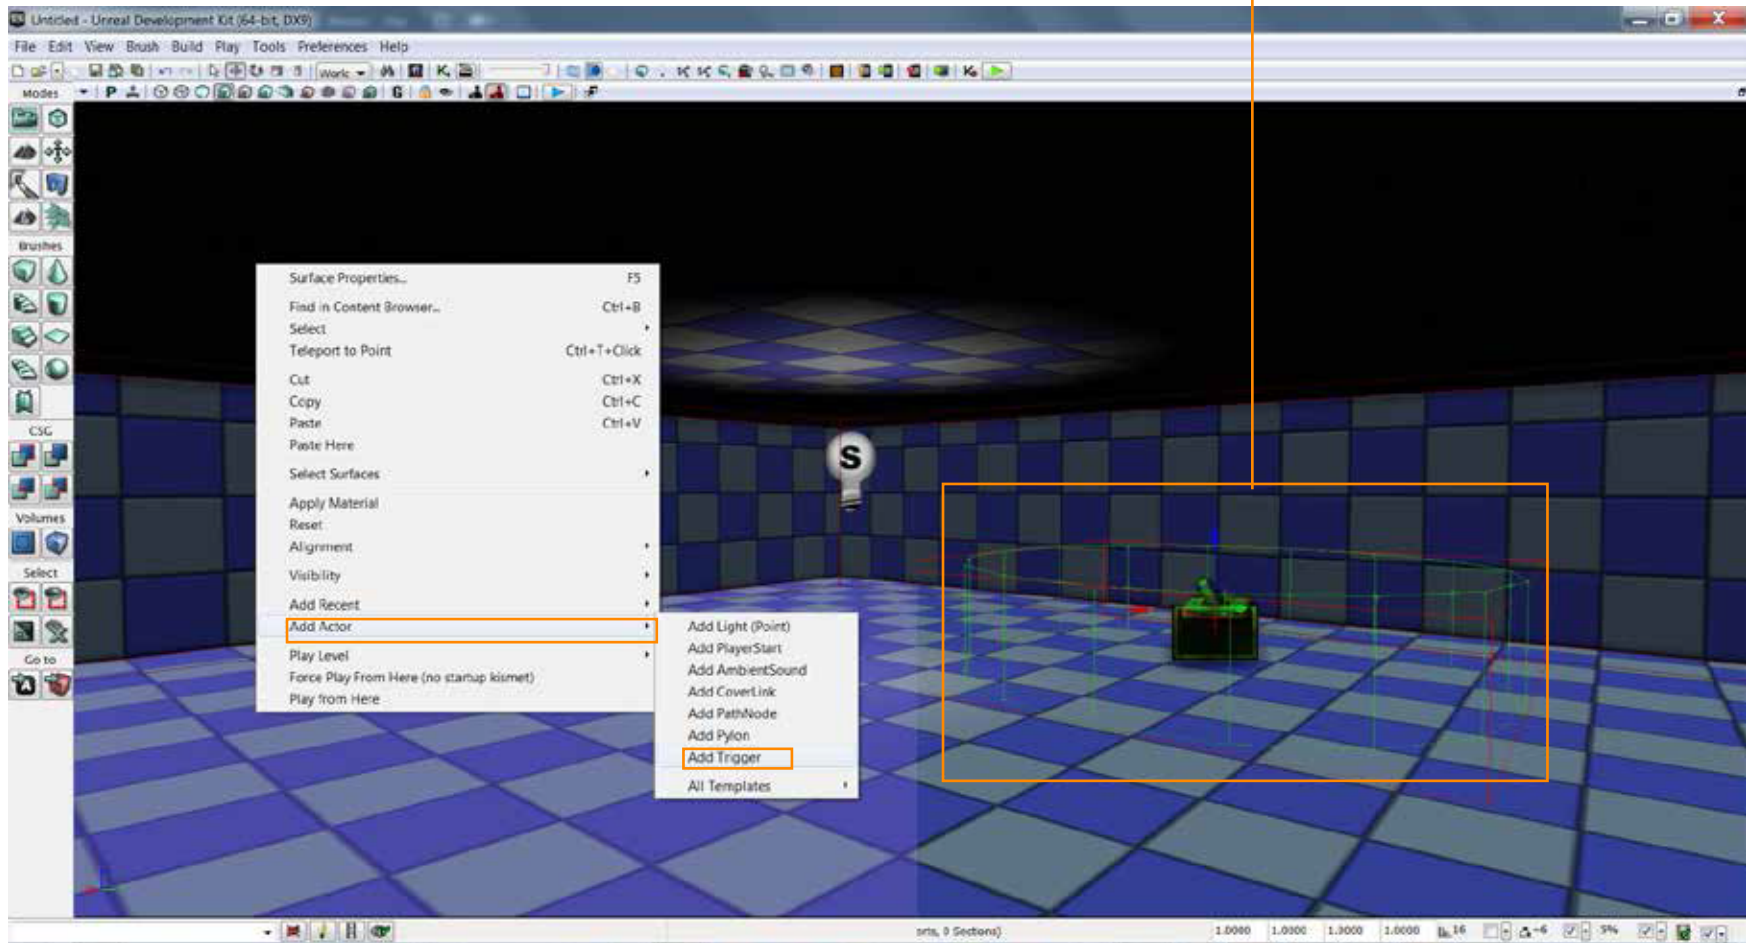 Untitled - Unreal Development Kit (64-bit, DX9)
File Edit View Brush Build Play Tools Preferences Help
Modes
Brushes
CSG
Volumes
Select
Go to
Surface Properties... F5
Find in Content Browser... Ctrl+B
Select
Teleport to Point Ctrl+T+Click
Cut Ctrl+X
Copy Ctrl+C
Paste Ctrl+V
Paste Here
Select Surfaces
Apply Material
Reset
Alignment
Visibility
Add Recent
Add Actor
Play Level
Force Play From Here (no startup kismet)
Play from Here
Add Light (Point)
Add PlayerStart
Add AmbientSound
Add CoverLink
Add PathNode
Add Pylon
Add Trigger
All Templates
S
0 Sections)
1.0000 1.0000 1.0000 1.0000 16 5%